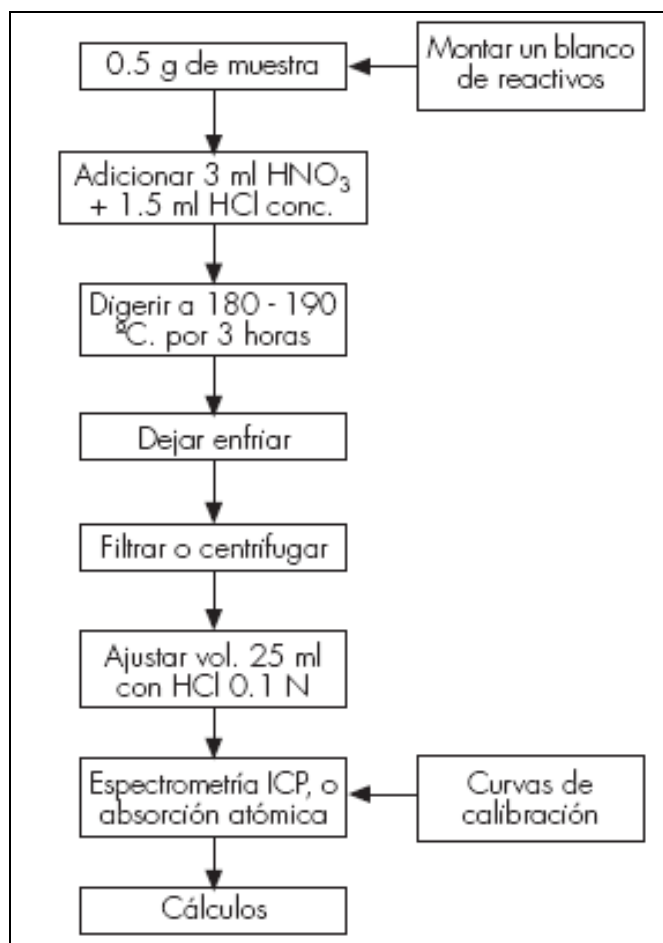 0.5 g de muestra
Montar un blanco
de reactivos
Adicionar 3 ml HNO₃
+ 1.5 ml HCl conc.
Digerir a 180 - 190
ºC. por 3 horas
Dejar enfriar
Filtrar o centrífugar
Ajustar vol. 25 ml
con HCl 0.1 N
Espectrometría ICP, o
absorción atómica
Curvas de
calibración
Cálculos